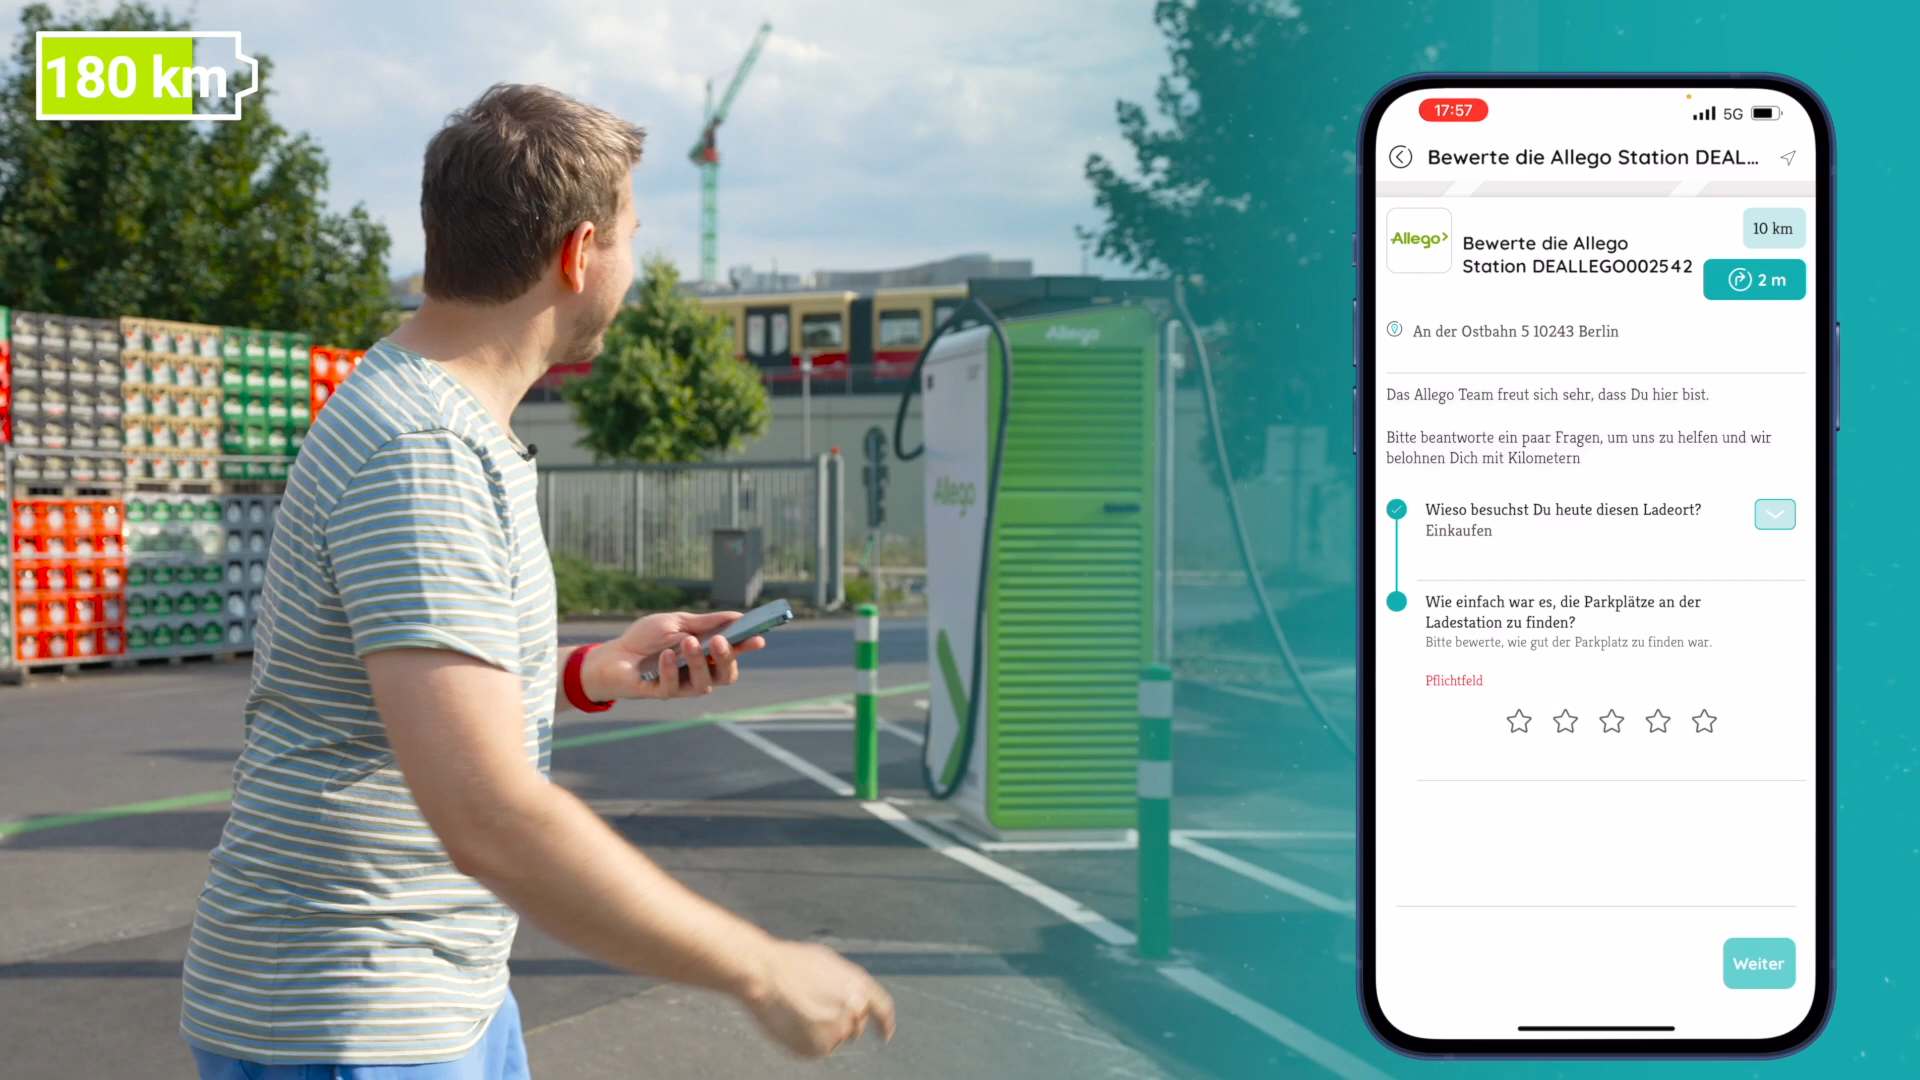 180 km
Allego
Allego
17:57
5G
Bewerte die Allego Station DEAL...
Allego>
Bewerte die Allego
Station DEALLEGO002542
10 km
2 m
An der Ostbahn 5 10243 Berlin
Das Allego Team freut sich sehr, dass Du hier bist.
Bitte beantworte ein paar Fragen, um uns zu helfen und wir
belohnen Dich mit Kilometern
Wieso besuchst Du heute diesen Ladeort?
Einkaufen
Wie einfach war es, die Parkplätze an der
Ladestation zu finden?
Bitte bewerte, wie gut der Parkplatz zu finden war.
Pflichtfeld
Weiter